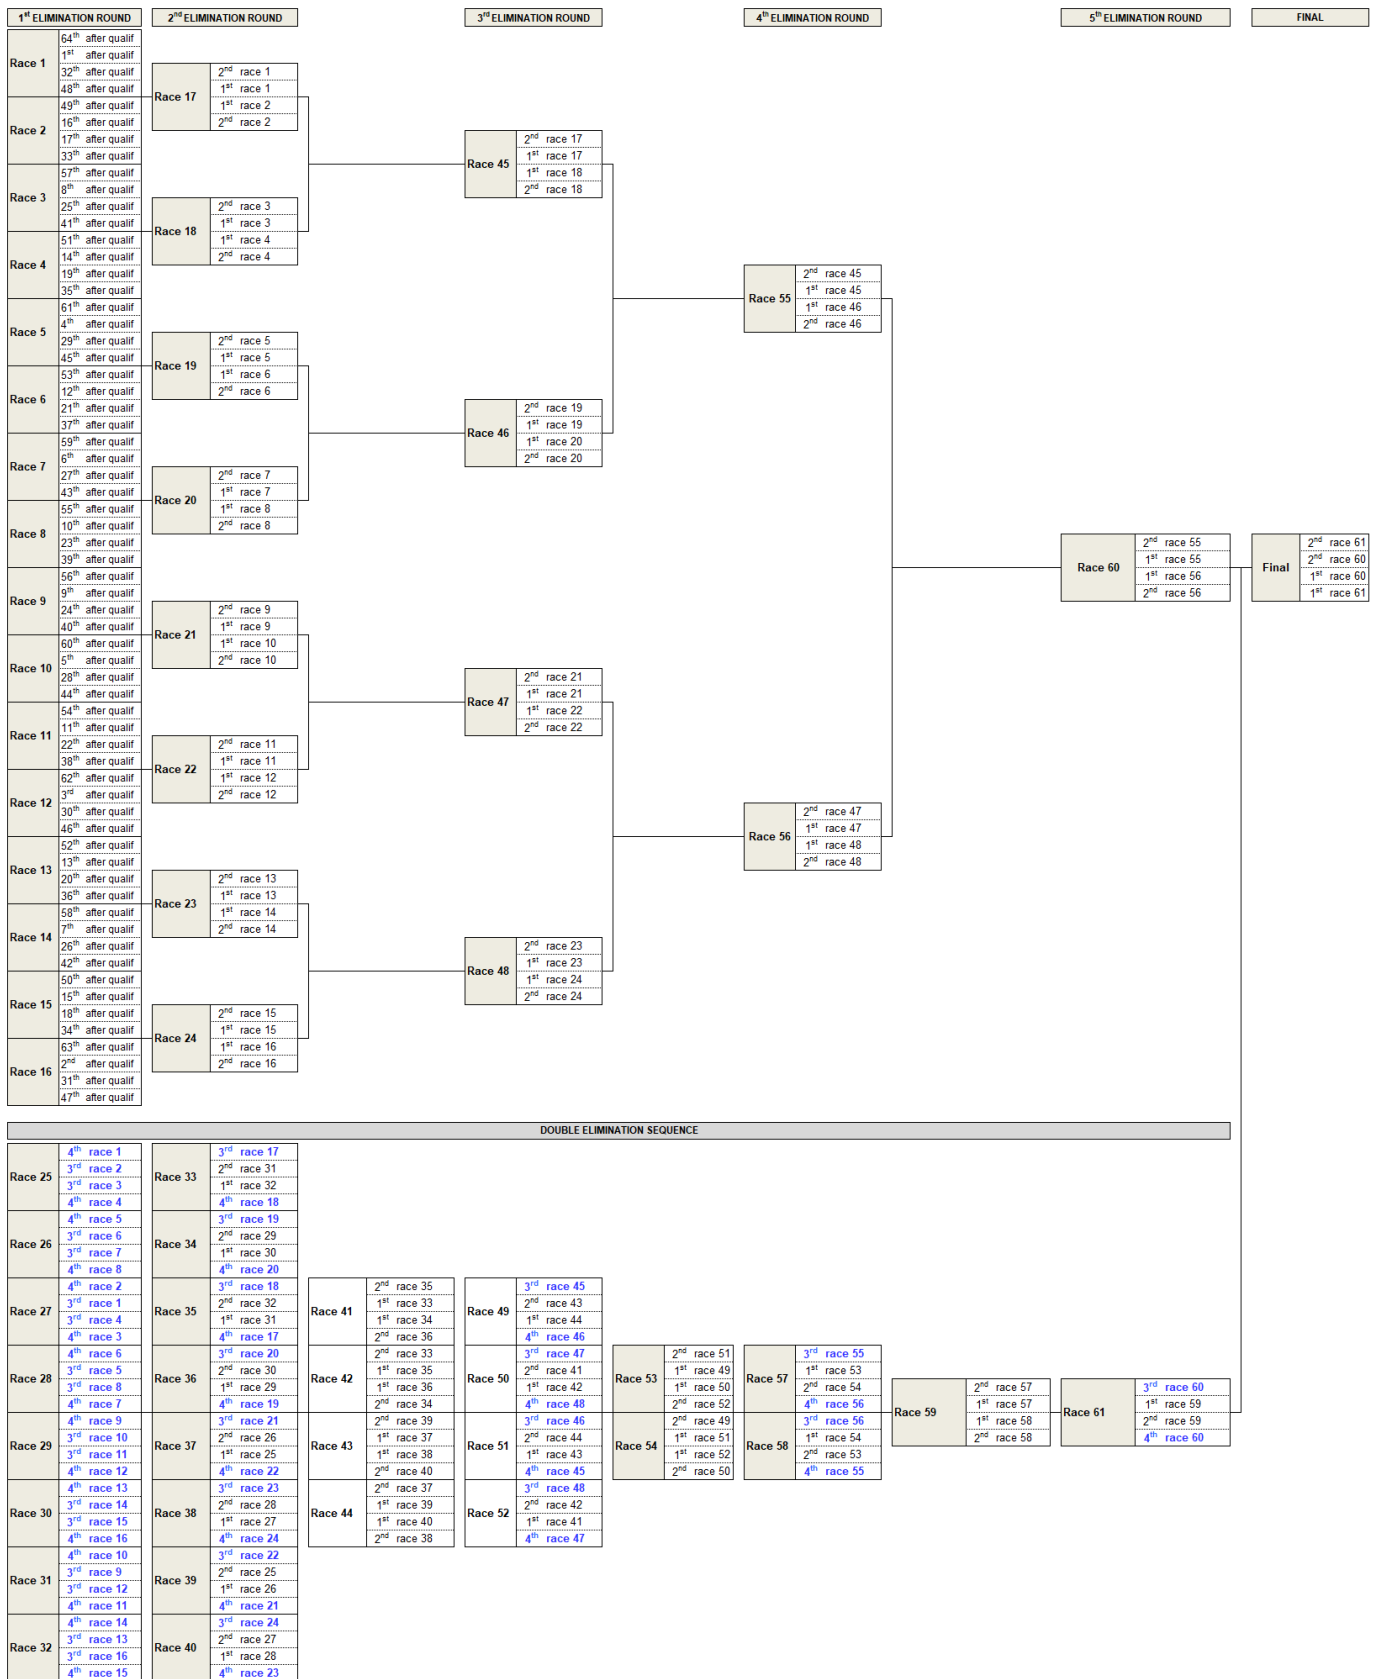 1st ELIMINATION ROUND
2nd ELIMINATION ROUND
3rd ELIMINATION ROUND
4th ELIMINATION ROUND
5th ELIMINATION ROUND
FINAL
Race 1
64th after qualif
1st after qualif
32th after qualif
48th after qualif
Race 2
49th after qualif
16th after qualif
17th after qualif
33th after qualif
Race 3
57th after qualif
8th after qualif
25th after qualif
41th after qualif
Race 4
51th after qualif
14th after qualif
19th after qualif
35th after qualif
Race 5
61th after qualif
4th after qualif
29th after qualif
45th after qualif
Race 6
53th after qualif
12th after qualif
21th after qualif
37th after qualif
Race 7
59th after qualif
6th after qualif
27th after qualif
43th after qualif
Race 8
55th after qualif
10th after qualif
23th after qualif
39th after qualif
Race 9
56th after qualif
9th after qualif
24th after qualif
40th after qualif
Race 10
60th after qualif
5th after qualif
28th after qualif
44th after qualif
Race 11
54th after qualif
11th after qualif
22th after qualif
38th after qualif
Race 12
62th after qualif
3rd after qualif
30th after qualif
46th after qualif
Race 13
52th after qualif
13th after qualif
20th after qualif
36th after qualif
Race 14
58th after qualif
7th after qualif
26th after qualif
42th after qualif
Race 15
50th after qualif
15th after qualif
18th after qualif
34th after qualif
Race 16
63th after qualif
2nd after qualif
31th after qualif
47th after qualif
Race 17
2nd race 1
1st race 1
1st race 2
2nd race 2
Race 18
2nd race 3
1st race 3
1st race 4
2nd race 4
Race 19
2nd race 5
1st race 5
1st race 6
2nd race 6
Race 20
2nd race 7
1st race 7
1st race 8
2nd race 8
Race 21
2nd race 9
1st race 9
1st race 10
2nd race 10
Race 22
2nd race 11
1st race 11
1st race 12
2nd race 12
Race 23
2nd race 13
1st race 13
1st race 14
2nd race 14
Race 24
2nd race 15
1st race 15
1st race 16
2nd race 16
Race 45
2nd race 17
1st race 17
1st race 18
2nd race 18
Race 46
2nd race 19
1st race 19
1st race 20
2nd race 20
Race 47
2nd race 21
1st race 21
1st race 22
2nd race 22
Race 48
2nd race 23
1st race 23
1st race 24
2nd race 24
Race 55
2nd race 45
1st race 45
1st race 46
2nd race 46
Race 56
2nd race 47
1st race 47
1st race 48
2nd race 48
Race 60
2nd race 55
1st race 55
1st race 56
2nd race 56
Final
2nd race 61
2nd race 60
1st race 60
1st race 61
DOUBLE ELIMINATION SEQUENCE
Race 25
4th race 1
3rd race 2
3rd race 3
4th race 4
Race 26
4th race 5
3rd race 6
3rd race 7
4th race 8
Race 27
4th race 2
3rd race 1
3rd race 4
4th race 3
Race 28
4th race 6
3rd race 5
3rd race 8
4th race 7
Race 29
4th race 9
3rd race 10
3rd race 11
4th race 12
Race 30
4th race 13
3rd race 14
3rd race 15
4th race 16
Race 31
4th race 10
3rd race 9
3rd race 12
4th race 11
Race 32
4th race 14
3rd race 13
3rd race 16
4th race 15
Race 33
3rd race 17
2nd race 31
1st race 32
4th race 18
Race 34
3rd race 19
2nd race 29
1st race 30
4th race 20
Race 35
3rd race 18
2nd race 32
1st race 31
4th race 17
Race 36
3rd race 20
2nd race 30
1st race 29
4th race 19
Race 37
3rd race 21
2nd race 26
1st race 25
4th race 22
Race 38
3rd race 23
2nd race 28
1st race 27
4th race 24
Race 39
3rd race 22
2nd race 25
1st race 26
4th race 21
Race 40
3rd race 24
2nd race 27
1st race 28
4th race 23
Race 41
2nd race 35
1st race 33
1st race 34
2nd race 36
Race 42
2nd race 33
1st race 35
1st race 36
2nd race 34
Race 43
2nd race 39
1st race 37
1st race 38
2nd race 40
Race 44
2nd race 37
1st race 39
1st race 40
2nd race 38
Race 49
3rd race 45
2nd race 43
1st race 44
4th race 46
Race 50
3rd race 47
2nd race 41
1st race 42
4th race 48
Race 51
3rd race 46
2nd race 44
1st race 43
4th race 45
Race 52
3rd race 48
2nd race 42
1st race 41
4th race 47
Race 53
2nd race 51
1st race 49
1st race 50
2nd race 52
Race 54
2nd race 49
1st race 51
1st race 52
2nd race 50
Race 57
3rd race 55
1st race 53
2nd race 54
4th race 56
Race 58
3rd race 56
1st race 54
2nd race 53
4th race 55
Race 59
2nd race 57
1st race 57
1st race 58
2nd race 58
Race 61
3rd race 60
1st race 59
2nd race 59
4th race 60